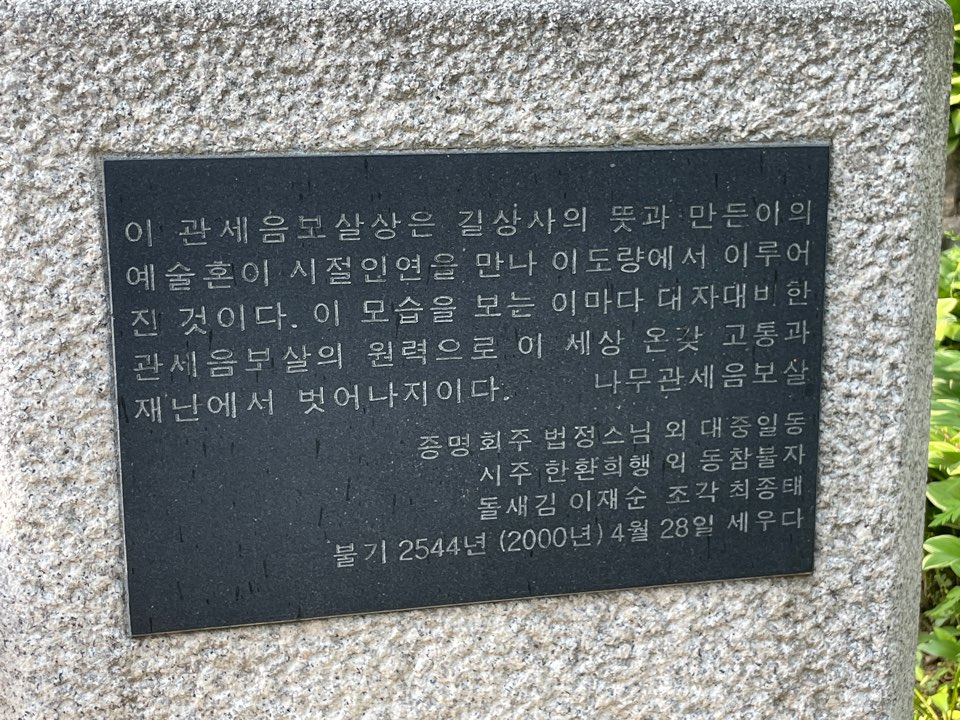 이 관세음보살상은 길상사의 뜻과 만든이의
예술혼이 시절인연을 만나 이도량에서 이루어
진 것이다. 이 모습을 보는 이마다 대자대비한
관세음보살의 원력으로 이 세상 온갖 고통과
재난에서 벗어나지이다. 나무관세음보살
증명회주 법정스님 외 대중일동
시주 한환희행 외 동참불자
돌새김 이재순 조각 최종태
불기 2544년 (2000년) 4월 28일 세우다